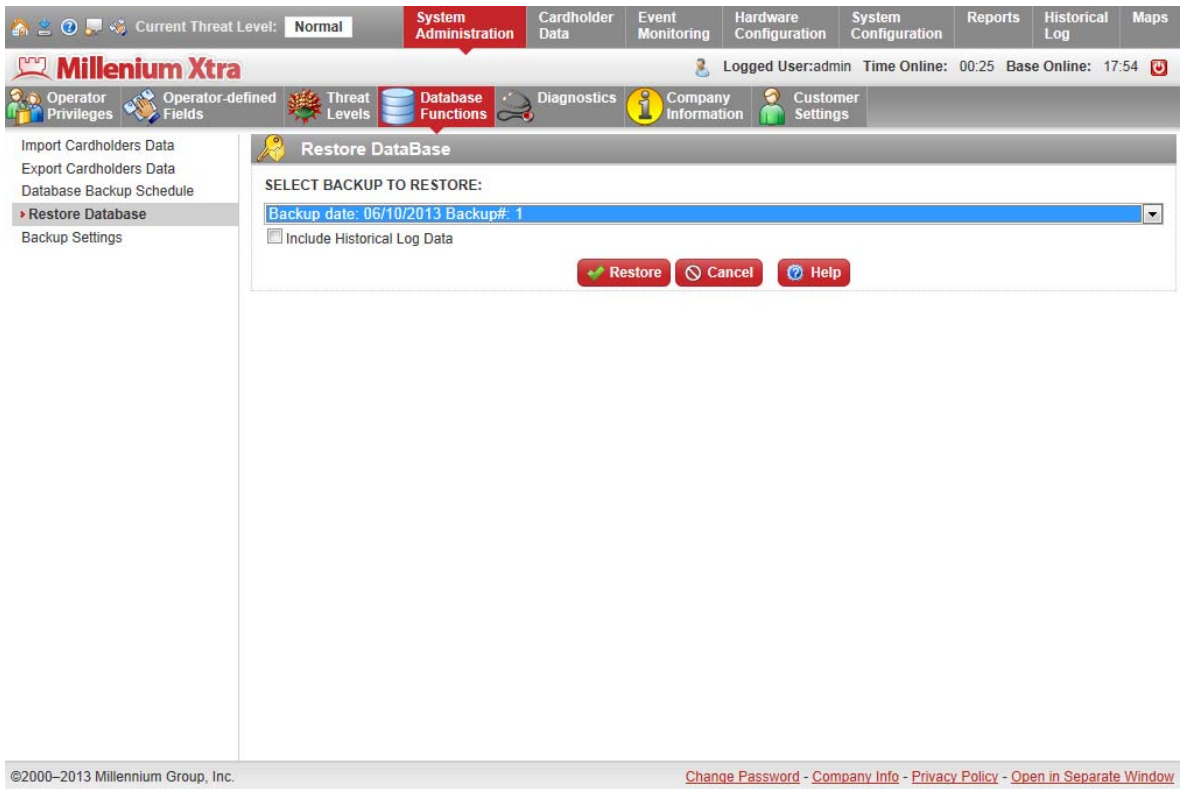 Current Threat Level: Normal
System Administration
Cardholder Data
Event Monitoring
Hardware Configuration
System Configuration
Reports
Historical Log
Maps
Millenium Xtra
Logged User:admin Time Online: 00:25 Base Online: 17:54
Operator Privileges
Operator-defined Fields
Threat Levels
Database Functions
Diagnostics
Company Information
Customer Settings
Import Cardholders Data
Export Cardholders Data
Database Backup Schedule
Restore Database
Backup Settings
Restore DataBase
SELECT BACKUP TO RESTORE:
Backup date: 06/10/2013 Backup#: 1
Include Historical Log Data
Restore
Cancel
Help
©2000–2013 Millennium Group, Inc.
Change Password - Company Info - Privacy Policy - Open in Separate Window